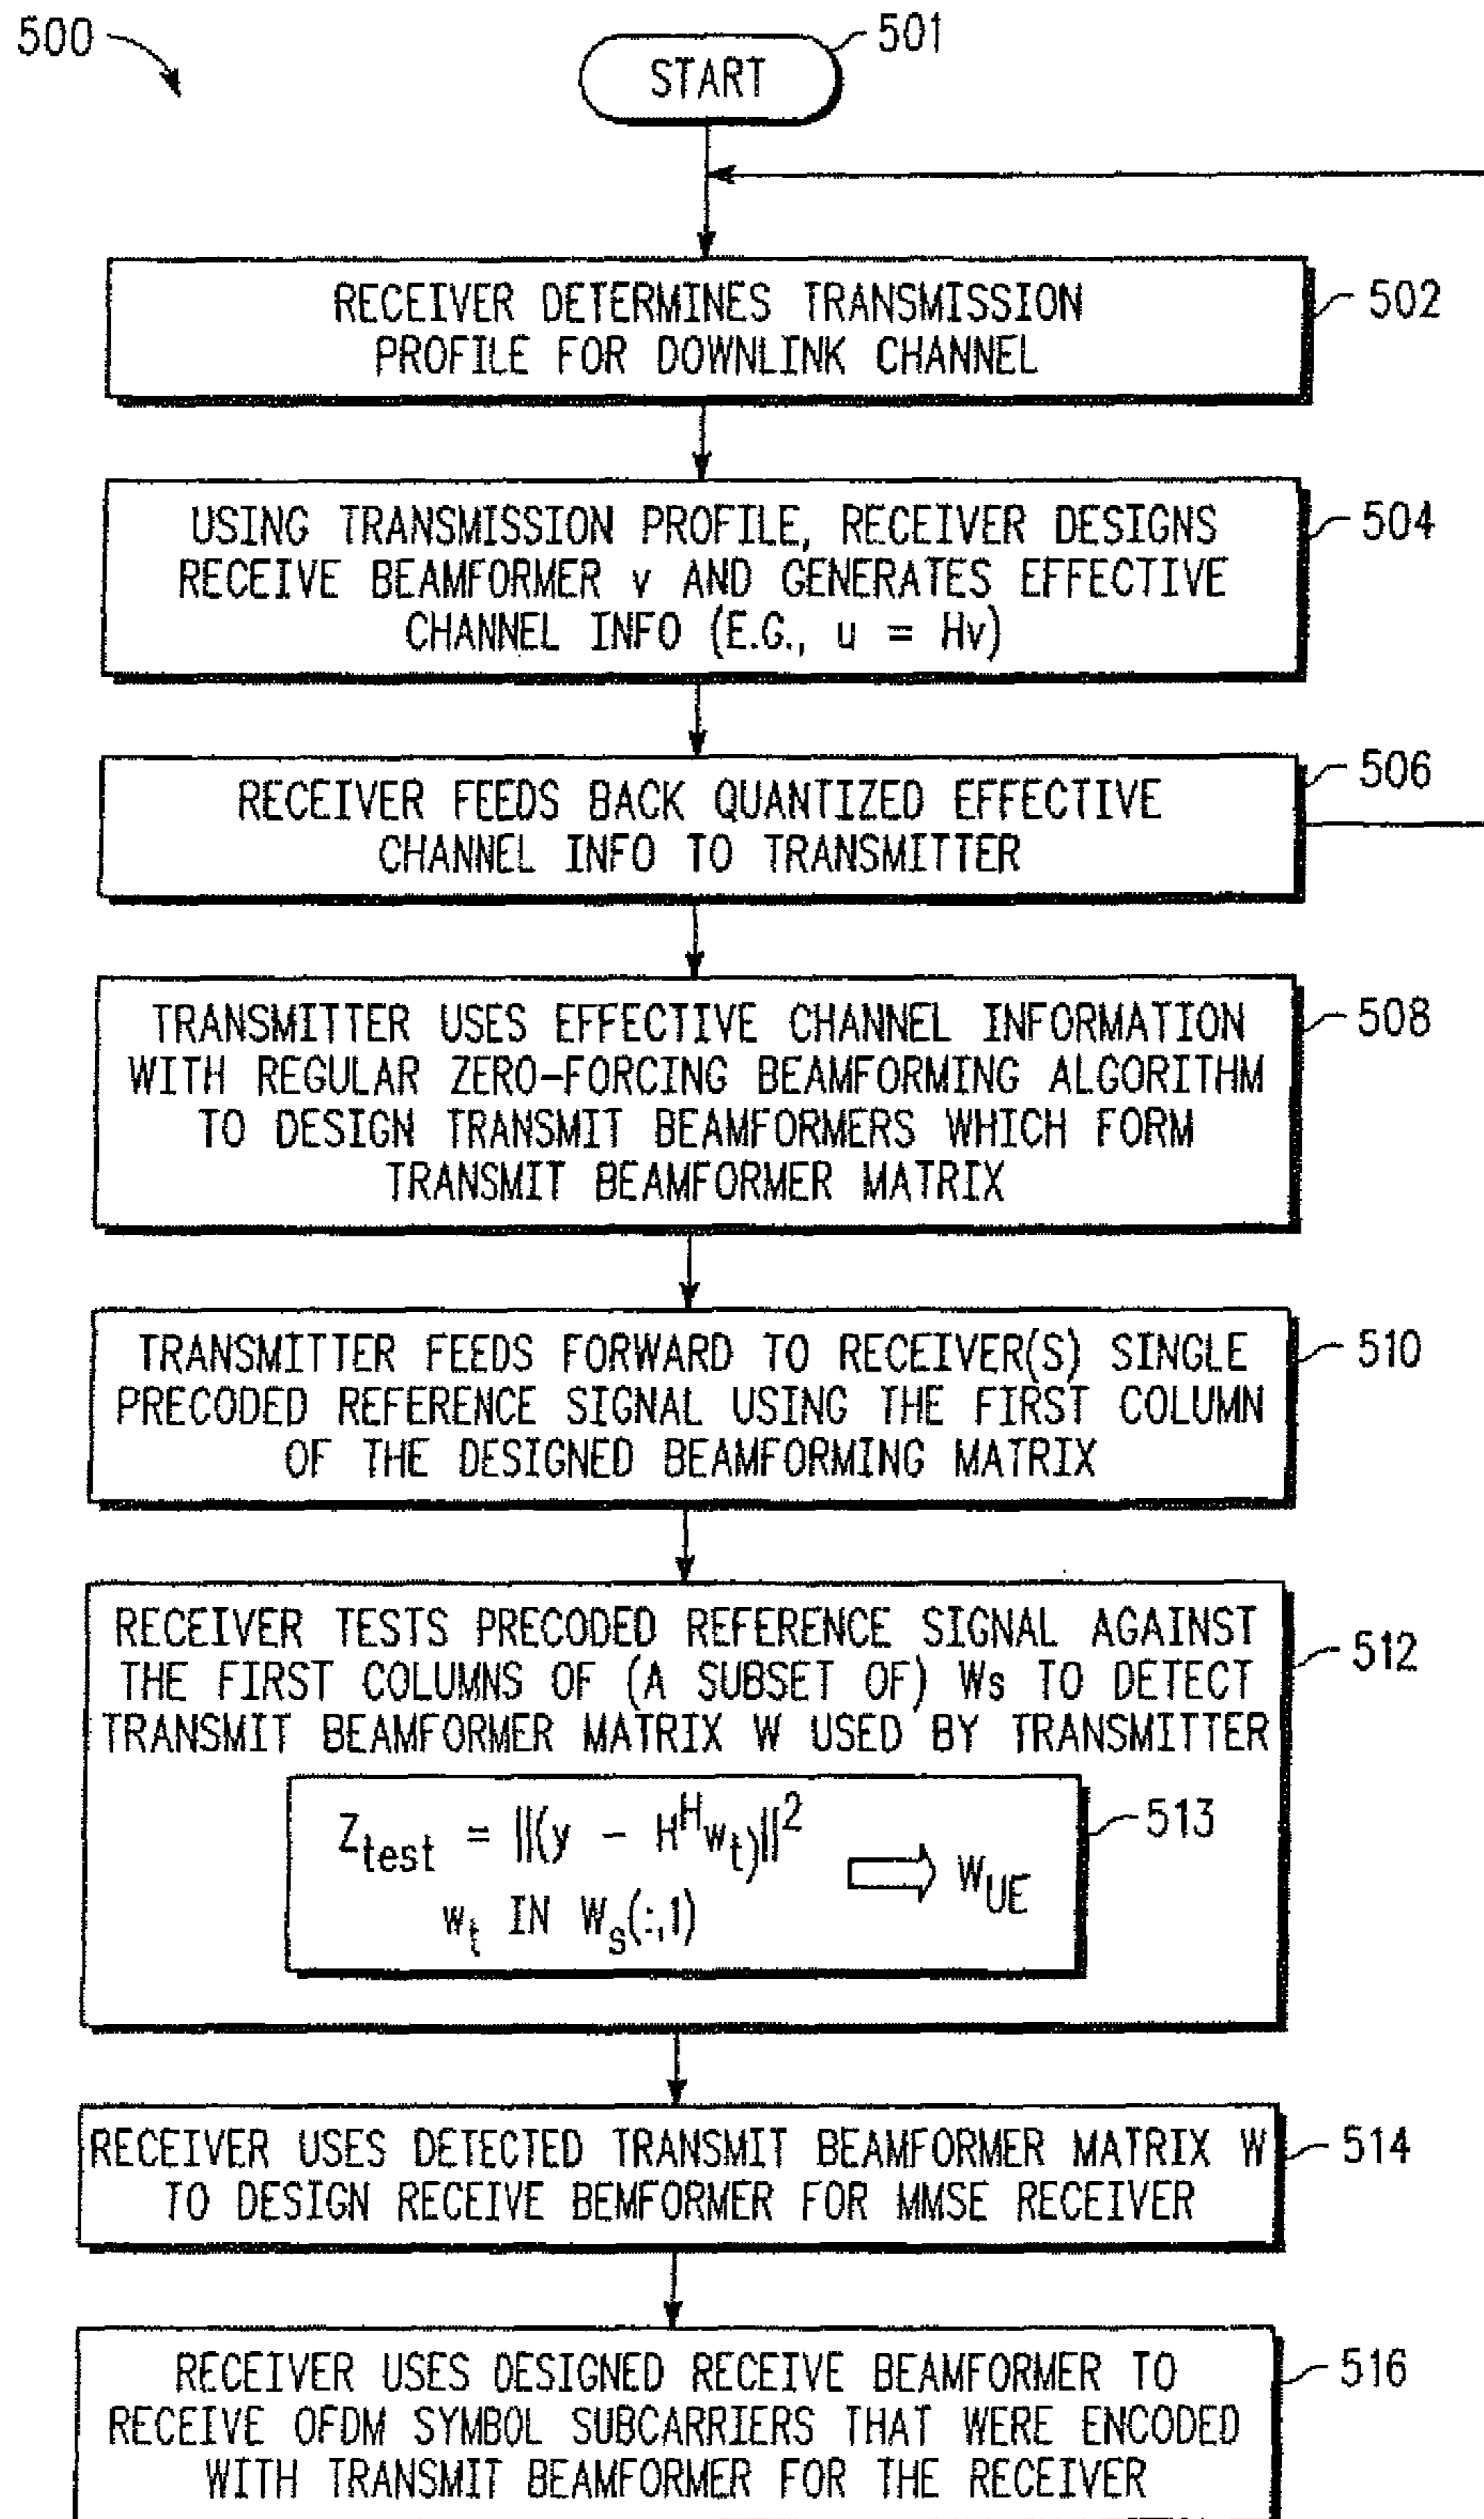 500
501
START
RECEIVER DETERMINES TRANSMISSION
PROFILE FOR DOWNLINK CHANNEL
502
USING TRANSMISSION PROFILE, RECEIVER DESIGNS
RECEIVE BEAMFORMER v AND GENERATES EFFECTIVE
CHANNEL INFO (E.G., u = Hv)
504
RECEIVER FEEDS BACK QUANTIZED EFFECTIVE
CHANNEL INFO TO TRANSMITTER
506
TRANSMITTER USES EFFECTIVE CHANNEL INFORMATION
WITH REGULAR ZERO-FORCING BEAMFORMING ALGORITHM
TO DESIGN TRANSMIT BEAMFORMERS WHICH FORM
TRANSMIT BEAMFORMER MATRIX
508
TRANSMITTER FEEDS FORWARD TO RECEIVER(S) SINGLE
PRECODED REFERENCE SIGNAL USING THE FIRST COLUMN
OF THE DESIGNED BEAMFORMING MATRIX
510
RECEIVER TESTS PRECODED REFERENCE SIGNAL AGAINST
THE FIRST COLUMNS OF (A SUBSET OF) Ws TO DETECT
TRANSMIT BEAMFORMER MATRIX W USED BY TRANSMITTER
512
Z_test = ||(y - H^H w_t)||^2 ⇨ W_UE
w_t IN W_s(:,1)
513
RECEIVER USES DETECTED TRANSMIT BEAMFORMER MATRIX W
TO DESIGN RECEIVE BEMFORMER FOR MMSE RECEIVER
514
RECEIVER USES DESIGNED RECEIVE BEAMFORMER TO
RECEIVE OFDM SYMBOL SUBCARRIERS THAT WERE ENCODED
WITH TRANSMIT BEAMFORMER FOR THE RECEIVER
516